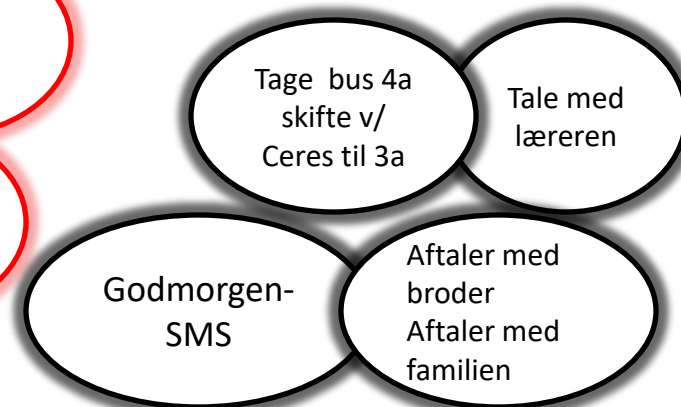 Tage  bus 4a
skifte v/
Ceres til 3a
Tale med
læreren
Godmorgen-
SMS
Aftaler med
broder
Aftaler med
familien